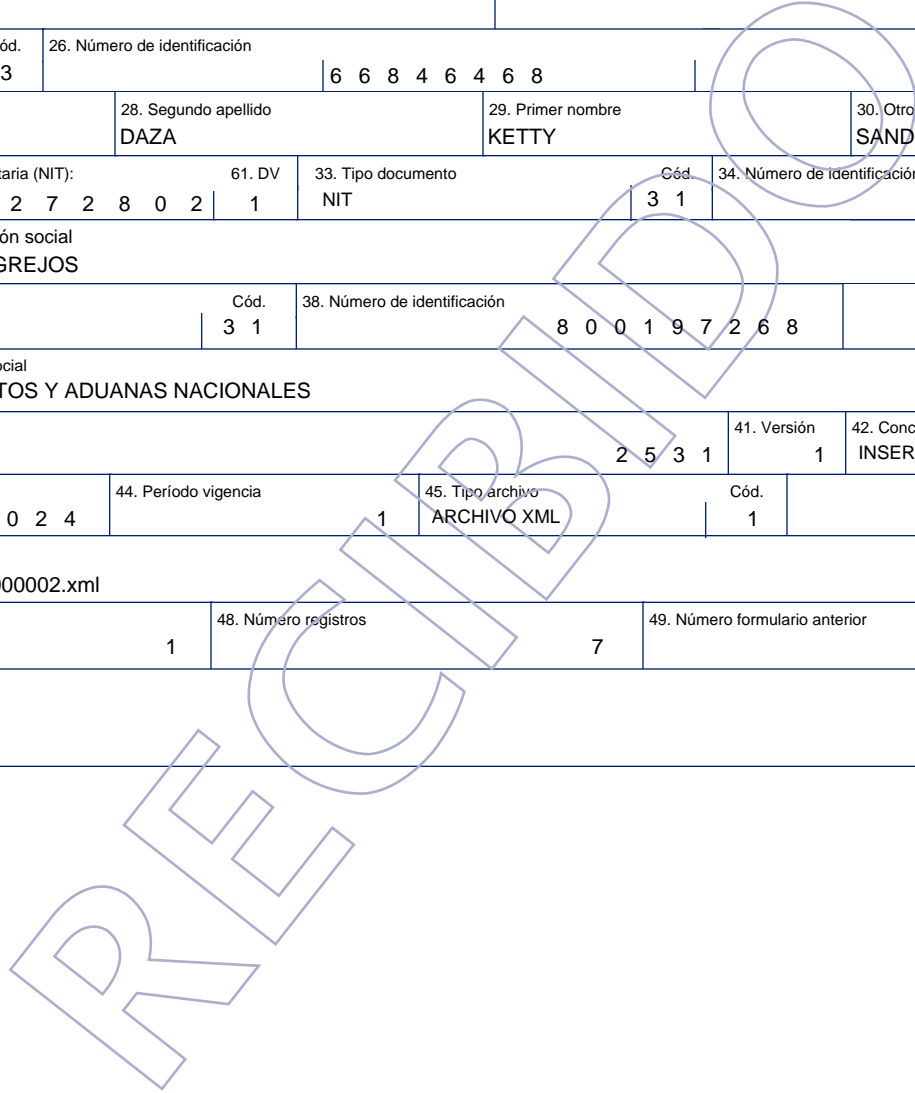 ód. 26. Número de identificación
3 6 6 8 4 6 4 6 8
28. Segundo apellido 29. Primer nombre 30. Otro
DAZA KETTY SAND
taria (NIT): 61. DV 33. Tipo documento Cód. 34. Número de identificación
2 7 2 8 0 2 1 NIT 3 1
ón social
GREJOS
Cód. 38. Número de identificación
3 1 8 0 0 1 9 7 2 6 8
ocial
TOS Y ADUANAS NACIONALES
41. Versión 42. Conc
2 5 3 1 1 INSER
44. Período vigencia 45. Tipo archivo Cód.
0 2 4 1 ARCHIVO XML 1
000002.xml
48. Número registros 49. Número formulario anterior
1 7
RECIBIDO